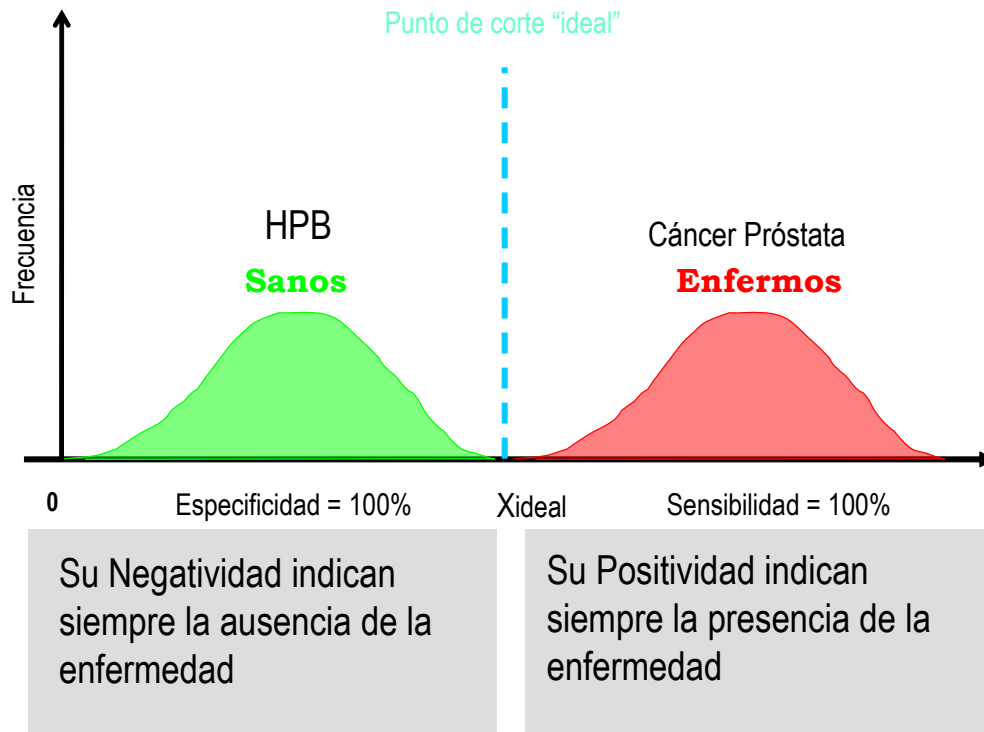 Punto de corte “ideal”
Frecuencia
HPB
Sanos
Cáncer Próstata
Enfermos
0
Especificidad = 100%
Xideal
Sensibilidad = 100%
Su Negatividad indican
siempre la ausencia de la
enfermedad
Su Positividad indican
siempre la presencia de la
enfermedad